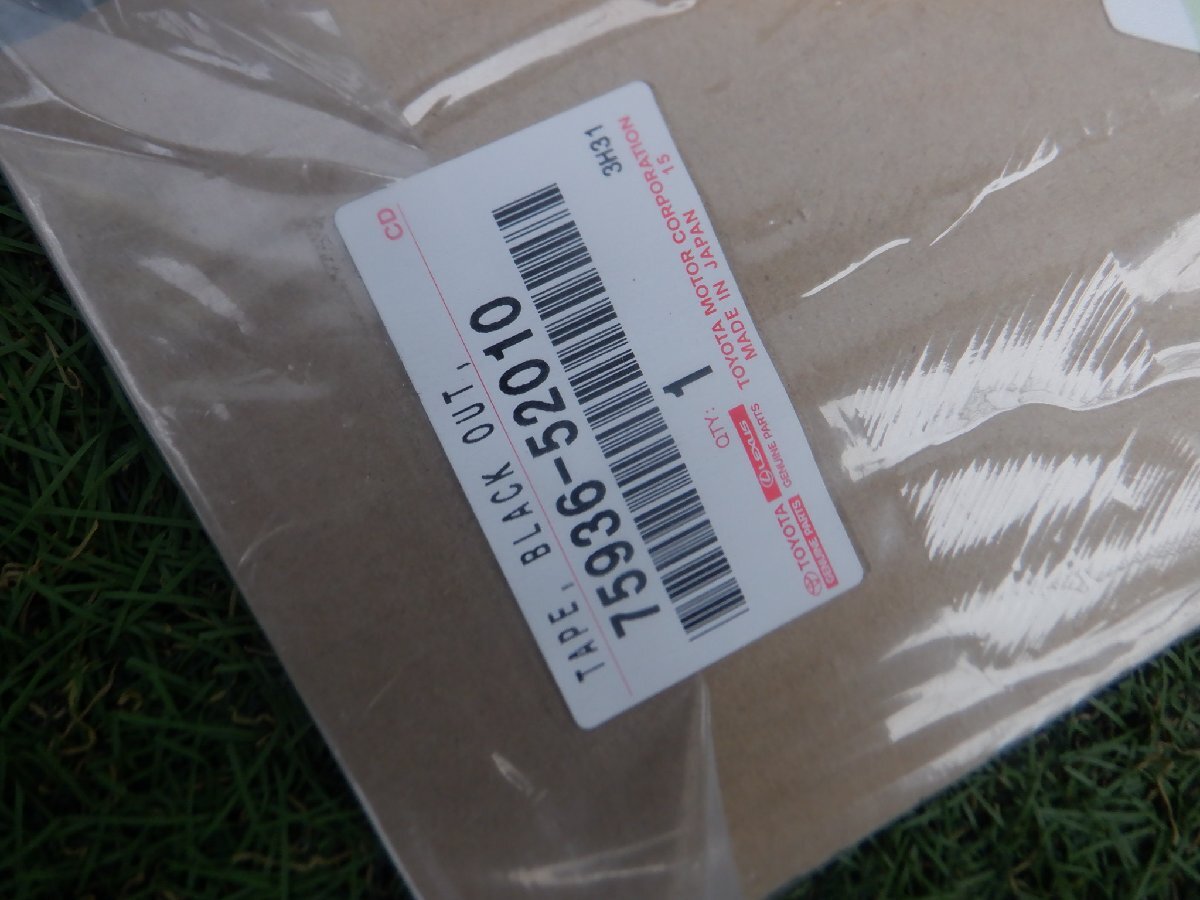 CD
TAPE, BLACK OUT,
75936-52010
3H31
QTY: 1
TOYOTA
GENUINE PARTS
LEXUS
GENUINE PARTS
TOYOTA MOTOR CORPORATION
MADE IN JAPAN 15